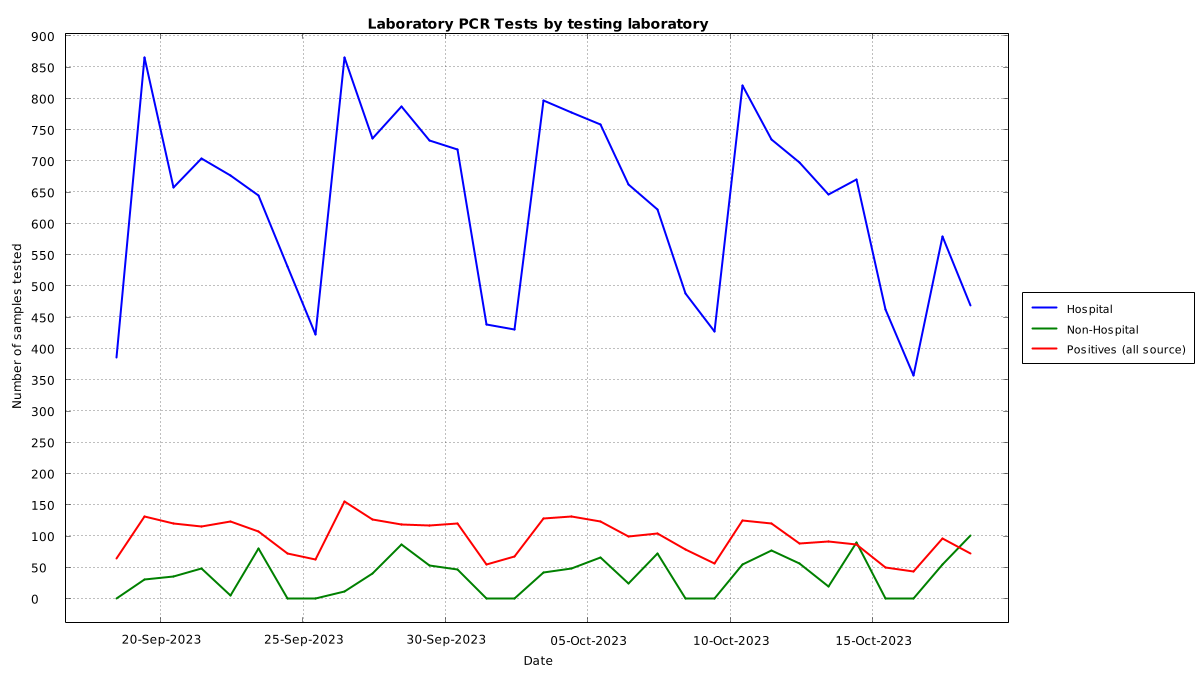 Laboratory PCR Tests by testing laboratory
900
850
800
750
700
650
600
550
500
450
400
350
300
250
200
150
100
50
0
Number of samples tested
20-Sep-2023 25-Sep-2023 30-Sep-2023 05-Oct-2023 10-Oct-2023 15-Oct-2023
Date
Hospital
Non-Hospital
Positives (all source)